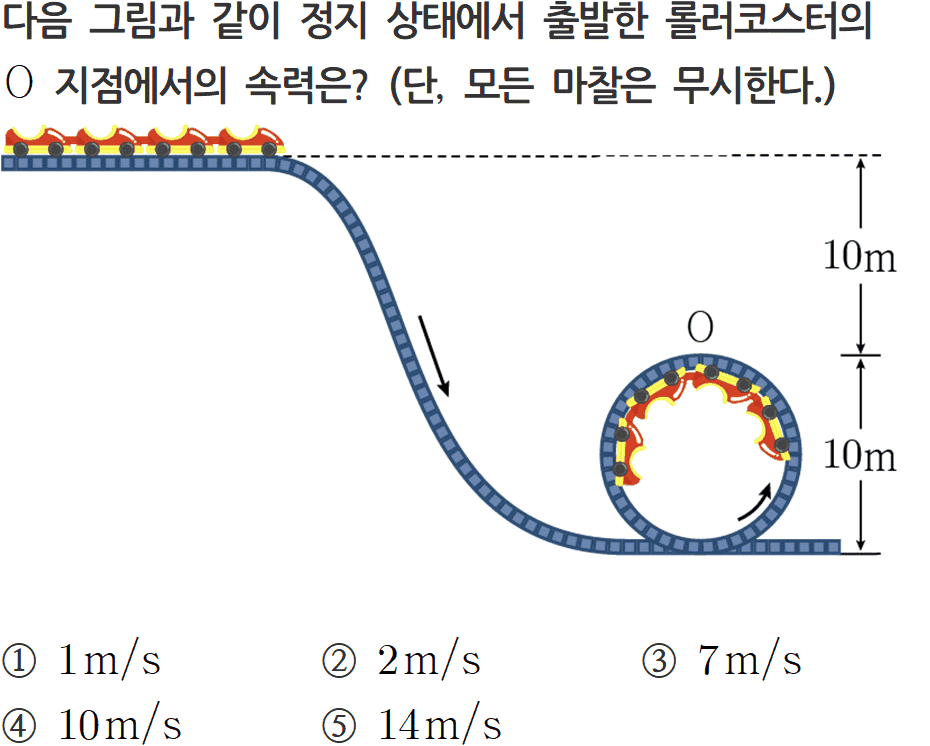 다음 그림과 같이 정지 상태에서 출발한 롤러코스터의
O 지점에서의 속력은? (단, 모든 마찰은 무시한다.)
10m
O
10m
① 1m/s ② 2m/s ③ 7m/s
④ 10m/s ⑤ 14m/s